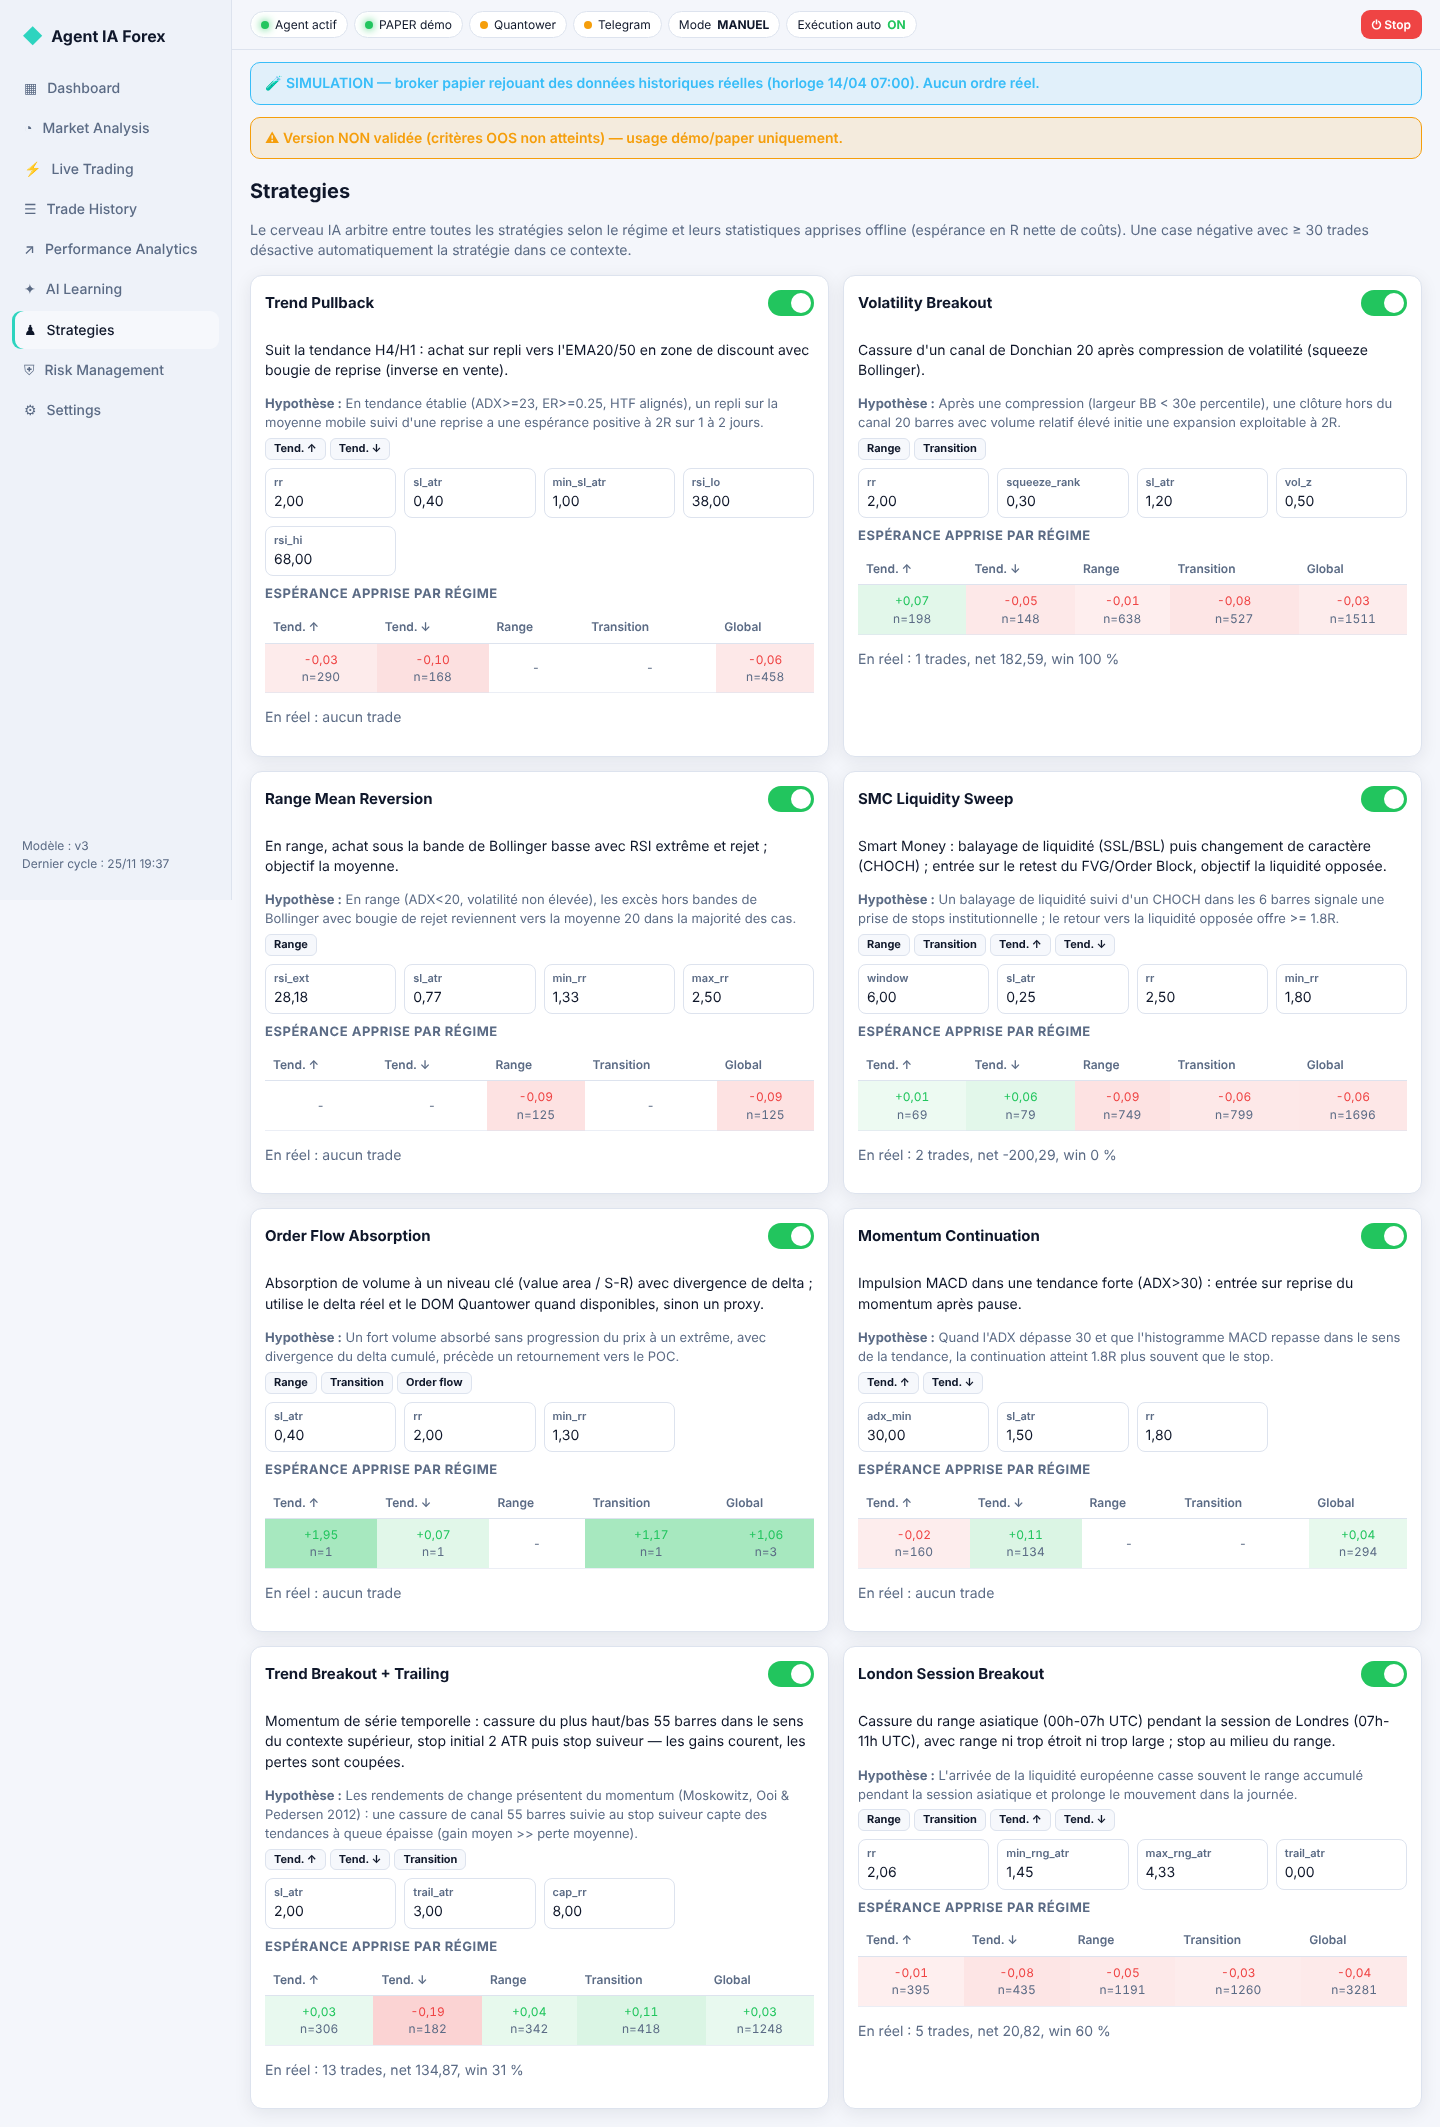 Agent IA Forex
Dashboard
Market Analysis
Live Trading
Trade History
Performance Analytics
AI Learning
Strategies
Risk Management
Settings
Modèle : v3
Dernier cycle : 25/11 19:37
Agent actif
PAPER démo
Quantower
Telegram
Mode MANUEL
Exécution auto ON
Stop
SIMULATION — broker papier rejouant des données historiques réelles (horloge 14/04 07:00). Aucun ordre réel.
Version NON validée (critères OOS non atteints) — usage démo/paper uniquement.
Strategies
Le cerveau IA arbitre entre toutes les stratégies selon le régime et leurs statistiques apprises offline (espérance en R nette de coûts). Une case négative avec ≥ 30 trades
désactive automatiquement la stratégie dans ce contexte.
Trend Pullback
Suit la tendance H4/H1 : achat sur repli vers l'EMA20/50 en zone de discount avec
bougie de reprise (inverse en vente).
Hypothèse : En tendance établie (ADX>=23, ER>=0.25, HTF alignés), un repli sur la
moyenne mobile suivi d'une reprise a une espérance positive à 2R sur 1 à 2 jours.
Tend. ↑ Tend. ↓
rr sl_atr min_sl_atr rsi_lo
2,00 0,40 1,00 38,00
rsi_hi
68,00
ESPÉRANCE APPRISE PAR RÉGIME
Tend. ↑ Tend. ↓ Range Transition Global
-0,03 -0,10 - - -0,06
n=290 n=168 n=458
En réel : aucun trade
Volatility Breakout
Cassure d'un canal de Donchian 20 après compression de volatilité (squeeze
Bollinger).
Hypothèse : Après une compression (largeur BB < 30e percentile), une clôture hors du
canal 20 barres avec volume relatif élevé initie une expansion exploitable à 2R.
Range Transition
rr squeeze_rank sl_atr vol_z
2,00 0,30 1,20 0,50
ESPÉRANCE APPRISE PAR RÉGIME
Tend. ↑ Tend. ↓ Range Transition Global
+0,07 -0,05 -0,01 -0,08 -0,03
n=198 n=148 n=638 n=527 n=1511
En réel : 1 trades, net 182,59, win 100 %
Range Mean Reversion
En range, achat sous la bande de Bollinger basse avec RSI extrême et rejet ;
objectif la moyenne.
Hypothèse : En range (ADX<20, volatilité non élevée), les excès hors bandes de
Bollinger avec bougie de rejet reviennent vers la moyenne 20 dans la majorité des cas.
Range
rsi_ext sl_atr min_rr max_rr
28,18 0,77 1,33 2,50
ESPÉRANCE APPRISE PAR RÉGIME
Tend. ↑ Tend. ↓ Range Transition Global
- - -0,09 - -0,09
n=125 n=125
En réel : aucun trade
SMC Liquidity Sweep
Smart Money : balayage de liquidité (SSL/BSL) puis changement de caractère
(CHOCH) ; entrée sur le retest du FVG/Order Block, objectif la liquidité opposée.
Hypothèse : Un balayage de liquidité suivi d'un CHOCH dans les 6 barres signale une
prise de stops institutionnelle ; le retour vers la liquidité opposée offre >= 1.8R.
Range Transition Tend. ↑ Tend. ↓
window sl_atr rr min_rr
6,00 0,25 2,50 1,80
ESPÉRANCE APPRISE PAR RÉGIME
Tend. ↑ Tend. ↓ Range Transition Global
+0,01 +0,06 -0,09 -0,06 -0,06
n=69 n=79 n=749 n=799 n=1696
En réel : 2 trades, net -200,29, win 0 %
Order Flow Absorption
Absorption de volume à un niveau clé (value area / S-R) avec divergence de delta ;
utilise le delta réel et le DOM Quantower quand disponibles, sinon un proxy.
Hypothèse : Un fort volume absorbé sans progression du prix à un extrême, avec
divergence du delta cumulé, précède un retournement vers le POC.
Range Transition Order flow
sl_atr rr min_rr
0,40 2,00 1,30
ESPÉRANCE APPRISE PAR RÉGIME
Tend. ↑ Tend. ↓ Range Transition Global
+1,95 +0,07 - +1,17 +1,06
n=1 n=1 n=1 n=3
En réel : aucun trade
Momentum Continuation
Impulsion MACD dans une tendance forte (ADX>30) : entrée sur reprise du
momentum après pause.
Hypothèse : Quand l'ADX dépasse 30 et que l'histogramme MACD repasse dans le sens
de la tendance, la continuation atteint 1.8R plus souvent que le stop.
Tend. ↑ Tend. ↓
adx_min sl_atr rr
30,00 1,50 1,80
ESPÉRANCE APPRISE PAR RÉGIME
Tend. ↑ Tend. ↓ Range Transition Global
-0,02 +0,11 - - +0,04
n=160 n=134 n=294
En réel : aucun trade
Trend Breakout + Trailing
Momentum de série temporelle : cassure du plus haut/bas 55 barres dans le sens
du contexte supérieur, stop initial 2 ATR puis stop suiveur — les gains courent, les
pertes sont coupées.
Hypothèse : Les rendements de change présentent du momentum (Moskowitz, Ooi &
Pedersen 2012) : une cassure de canal 55 barres suivie au stop suiveur capte des
tendances à queue épaisse (gain moyen >> perte moyenne).
Tend. ↑ Tend. ↓ Transition
sl_atr trail_atr cap_rr
2,00 3,00 8,00
ESPÉRANCE APPRISE PAR RÉGIME
Tend. ↑ Tend. ↓ Range Transition Global
+0,03 -0,19 +0,04 +0,11 +0,03
n=306 n=182 n=342 n=418 n=1248
En réel : 13 trades, net 134,87, win 31 %
London Session Breakout
Cassure du range asiatique (00h-07h UTC) pendant la session de Londres (07h-
11h UTC), avec range ni trop étroit ni trop large ; stop au milieu du range.
Hypothèse : L'arrivée de la liquidité européenne casse souvent le range accumulé
pendant la session asiatique et prolonge le mouvement dans la journée.
Range Transition Tend. ↑ Tend. ↓
rr min_rng_atr max_rng_atr trail_atr
2,06 1,45 4,33 0,00
ESPÉRANCE APPRISE PAR RÉGIME
Tend. ↑ Tend. ↓ Range Transition Global
-0,01 -0,08 -0,05 -0,03 -0,04
n=395 n=435 n=1191 n=1260 n=3281
En réel : 5 trades, net 20,82, win 60 %